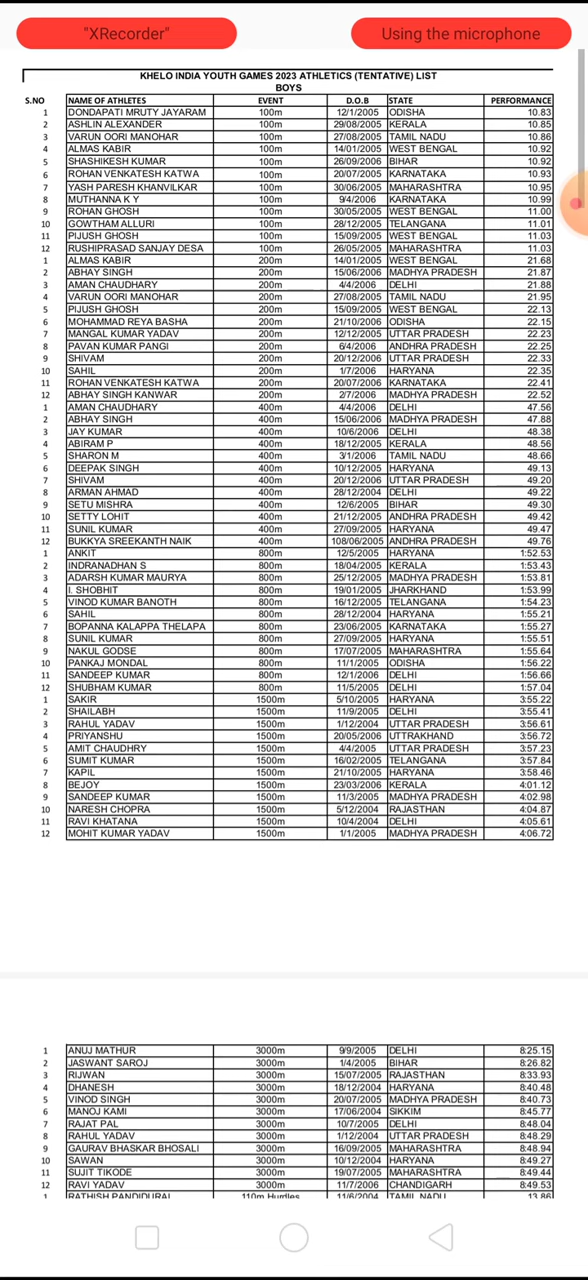 "XRecorder"
Using the microphone
KHELO INDIA YOUTH GAMES 2023 ATHLETICS (TENTATIVE) LIST
BOYS
S.NO NAME OF ATHLETES EVENT D.O.B STATE PERFORMANCE
1 DONDAPATI MRUTY JAYARAM 100m 12/1/2005 ODISHA 10.83
2 ASHLIN ALEXANDER 100m 29/08/2005 KERALA 10.85
3 VARUN OORI MANOHAR 100m 27/08/2005 TAMIL NADU 10.86
4 ALMAS KABIR 100m 14/01/2005 WEST BENGAL 10.92
5 SHASHIKESH KUMAR 100m 26/09/2006 BIHAR 10.92
6 ROHAN VENKATESH KATWA 100m 20/07/2005 KARNATAKA 10.93
7 YASH PARESH KHANVILKAR 100m 30/06/2005 MAHARASHTRA 10.95
8 MUTHANNA K Y 100m 9/4/2006 KARNATAKA 10.99
9 ROHAN GHOSH 100m 30/05/2005 WEST BENGAL 11.00
10 GOWTHAM ALLURI 100m 28/12/2005 TELANGANA 11.01
11 PIJUSH GHOSH 100m 15/09/2005 WEST BENGAL 11.03
12 RUSHIPRASAD SANJAY DESA 100m 26/05/2005 MAHARASHTRA 11.03
1 ALMAS KABIR 200m 14/01/2005 WEST BENGAL 21.68
2 ABHAY SINGH 200m 15/06/2006 MADHYA PRADESH 21.87
3 AMAN CHAUDHARY 200m 4/4/2006 DELHI 21.88
4 VARUN OORI MANOHAR 200m 27/08/2005 TAMIL NADU 21.95
5 PIJUSH GHOSH 200m 15/09/2005 WEST BENGAL 22.13
6 MOHAMMAD REYA BASHA 200m 21/10/2006 ODISHA 22.15
7 MANGAL KUMAR YADAV 200m 12/12/2005 UTTAR PRADESH 22.23
8 PAVAN KUMAR PANGI 200m 6/4/2006 ANDHRA PRADESH 22.25
9 SHIVAM 200m 20/12/2006 UTTAR PRADESH 22.33
10 SAHIL 200m 1/7/2006 HARYANA 22.35
11 ROHAN VENKATESH KATWA 200m 20/07/2006 KARNATAKA 22.41
12 ABHAY SINGH KANWAR 200m 2/7/2006 MADHYA PRADESH 22.52
1 AMAN CHAUDHARY 400m 4/4/2006 DELHI 47.56
2 ABHAY SINGH 400m 15/06/2006 MADHYA PRADESH 47.88
3 JAY KUMAR 400m 10/6/2006 DELHI 48.38
4 ABIRAM P 400m 18/12/2005 KERALA 48.56
5 SHARON M 400m 3/1/2006 TAMIL NADU 48.66
6 DEEPAK SINGH 400m 10/12/2005 HARYANA 49.13
7 SHIVAM 400m 20/12/2006 UTTAR PRADESH 49.20
8 ARMAN AHMAD 400m 28/12/2004 DELHI 49.22
9 SETU MISHRA 400m 12/6/2005 BIHAR 49.30
10 SETTY LOHIT 400m 21/12/2005 ANDHRA PRADESH 49.42
11 SUNIL KUMAR 400m 27/09/2005 HARYANA 49.47
12 BUKKYA SREEKANTH NAIK 400m 108/06/2005 ANDHRA PRADESH 49.76
1 ANKIT 800m 12/5/2005 HARYANA 1:52.53
2 INDRANADHAN S 800m 18/04/2005 KERALA 1:53.43
3 ADARSH KUMAR MAURYA 800m 25/12/2005 MADHYA PRADESH 1:53.81
4 I. SHOBHIT 800m 19/01/2005 JHARKHAND 1:53.99
5 VINOD KUMAR BANOTH 800m 16/12/2005 TELANGANA 1:54.23
6 SAHIL 800m 28/12/2004 HARYANA 1:55.21
7 BOPANNA KALAPPA THELAPA 800m 23/06/2005 KARNATAKA 1:55.27
8 SUNIL KUMAR 800m 27/09/2005 HARYANA 1:55.51
9 NAKUL GODSE 800m 17/07/2005 MAHARASHTRA 1:55.64
10 PANKAJ MONDAL 800m 11/1/2005 ODISHA 1:56.22
11 SANDEEP KUMAR 800m 12/1/2006 DELHI 1:56.66
12 SHUBHAM KUMAR 800m 11/5/2005 DELHI 1:57.04
1 SAKIR 1500m 5/10/2005 HARYANA 3:55.22
2 SHAILABH 1500m 11/9/2005 DELHI 3:55.41
3 RAHUL YADAV 1500m 1/12/2004 UTTAR PRADESH 3:56.61
4 PRIYANSHU 1500m 20/05/2006 UTTRAKHAND 3:56.72
5 AMIT CHAUDHRY 1500m 4/4/2005 UTTAR PRADESH 3:57.23
6 SUMIT KUMAR 1500m 16/02/2005 TELANGANA 3:57.84
7 KAPIL 1500m 21/10/2005 HARYANA 3:58.46
8 BEJOY 1500m 23/03/2006 KERALA 4:01.12
9 SANDEEP KUMAR 1500m 11/3/2005 MADHYA PRADESH 4:02.98
10 NARESH CHOPRA 1500m 5/12/2004 RAJASTHAN 4:04.87
11 RAVI KHATANA 1500m 10/4/2004 DELHI 4:05.61
12 MOHIT KUMAR YADAV 1500m 1/1/2005 MADHYA PRADESH 4:06.72
1 ANUJ MATHUR 3000m 9/9/2005 DELHI 8:25.15
2 JASWANT SAROJ 3000m 1/4/2005 BIHAR 8:26.82
3 RIJWAN 3000m 15/07/2005 RAJASTHAN 8:33.93
4 DHANESH 3000m 18/12/2004 HARYANA 8:40.48
5 VINOD SINGH 3000m 20/07/2005 MADHYA PRADESH 8:40.73
6 MANOJ KAMI 3000m 17/06/2004 SIKKIM 8:45.77
7 RAJAT PAL 3000m 10/7/2005 DELHI 8:48.04
8 RAHUL YADAV 3000m 1/12/2004 UTTAR PRADESH 8:48.29
9 GAURAV BHASKAR BHOSALI 3000m 16/09/2005 MAHARASHTRA 8:48.94
10 SAWAN 3000m 10/12/2004 HARYANA 8:49.27
11 SUJIT TIKODE 3000m 19/07/2005 MAHARASHTRA 8:49.44
12 RAVI YADAV 3000m 11/7/2006 CHANDIGARH 8:49.53
1 RATHISH PANDIDURAI 110m Hurdles 11/6/2004 TAMIL NADU 13.86